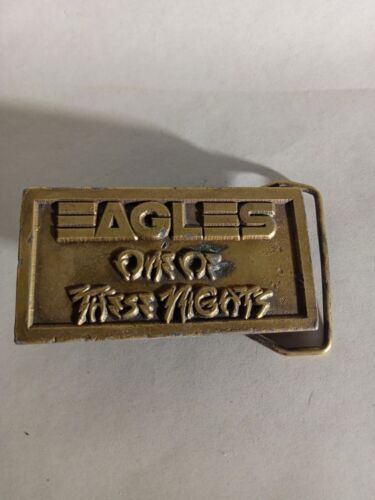 EAGLES
ONE OF
THESE NIGHTS